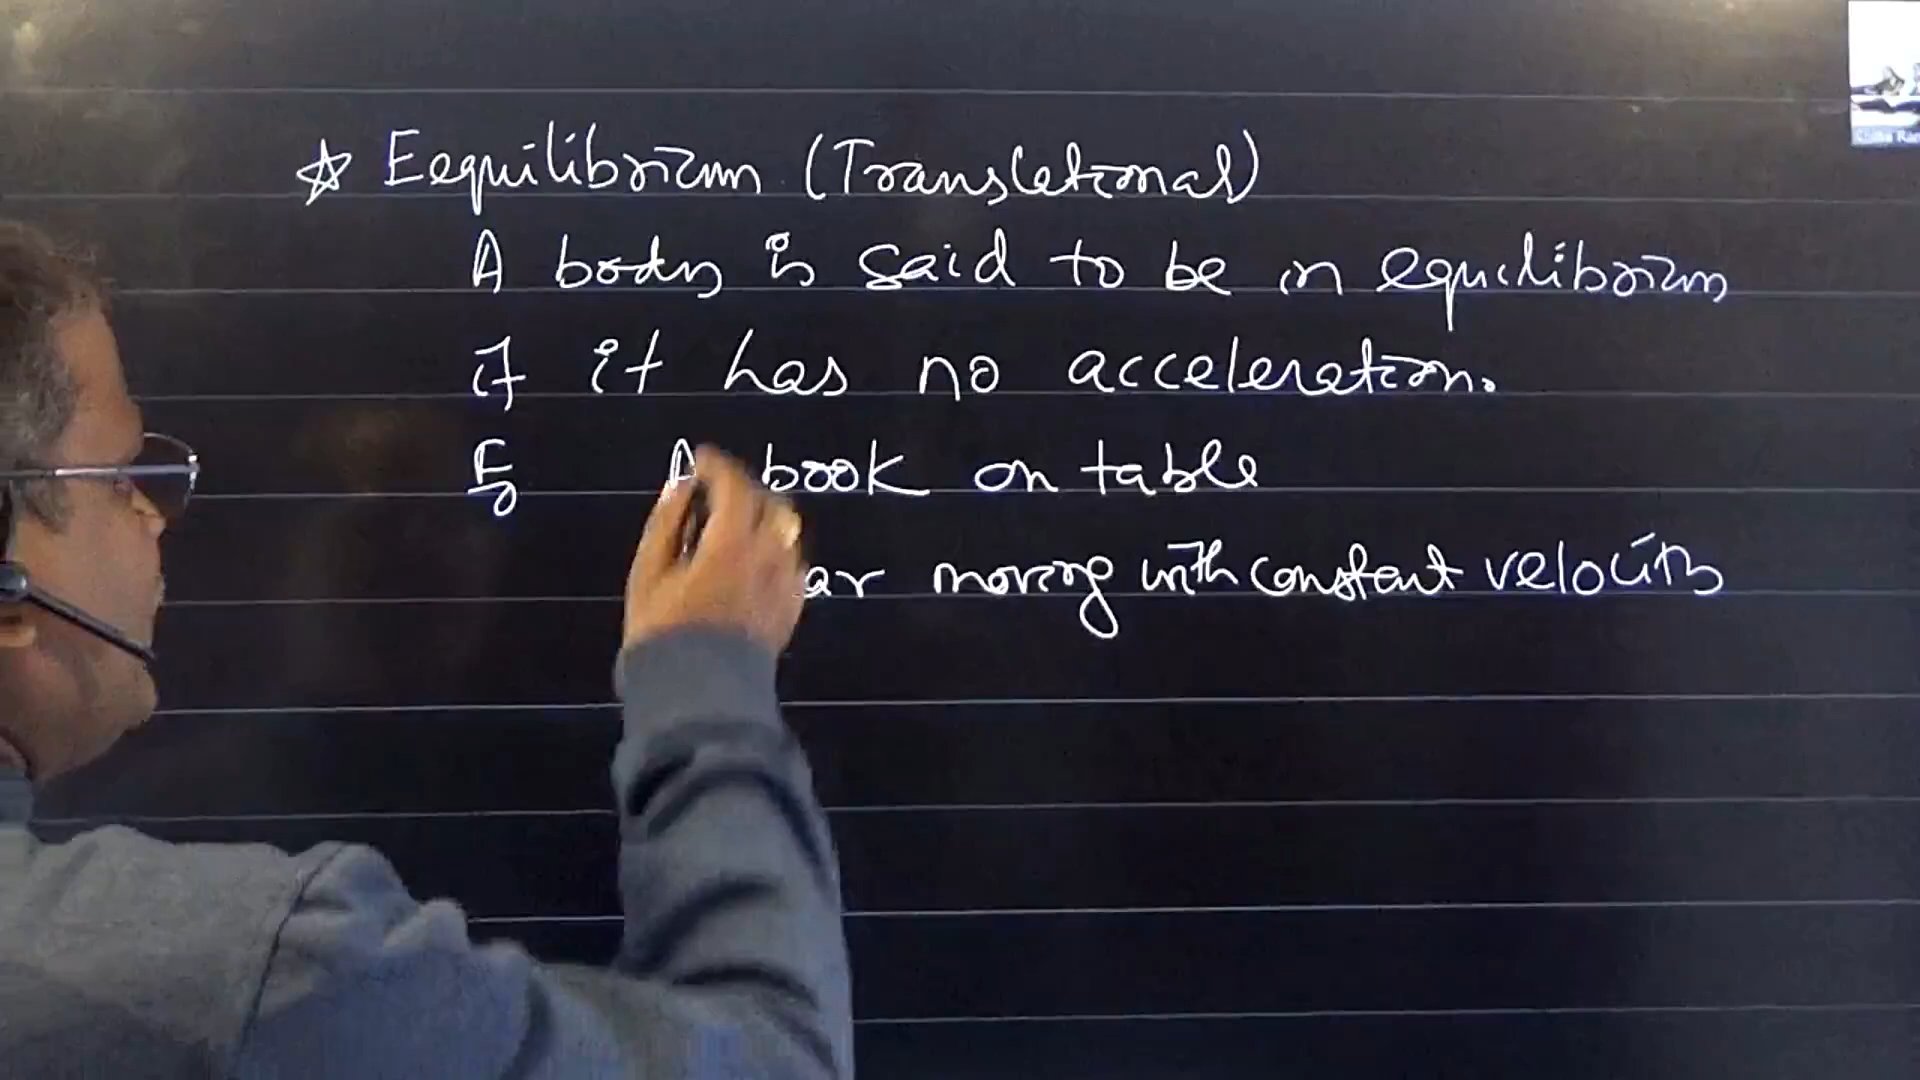 ☆ Eequilibrium (Translational)
A body is said to be in equilibrium
if it has no acceleration.
Eg A book on table
ar moving with constant velocity